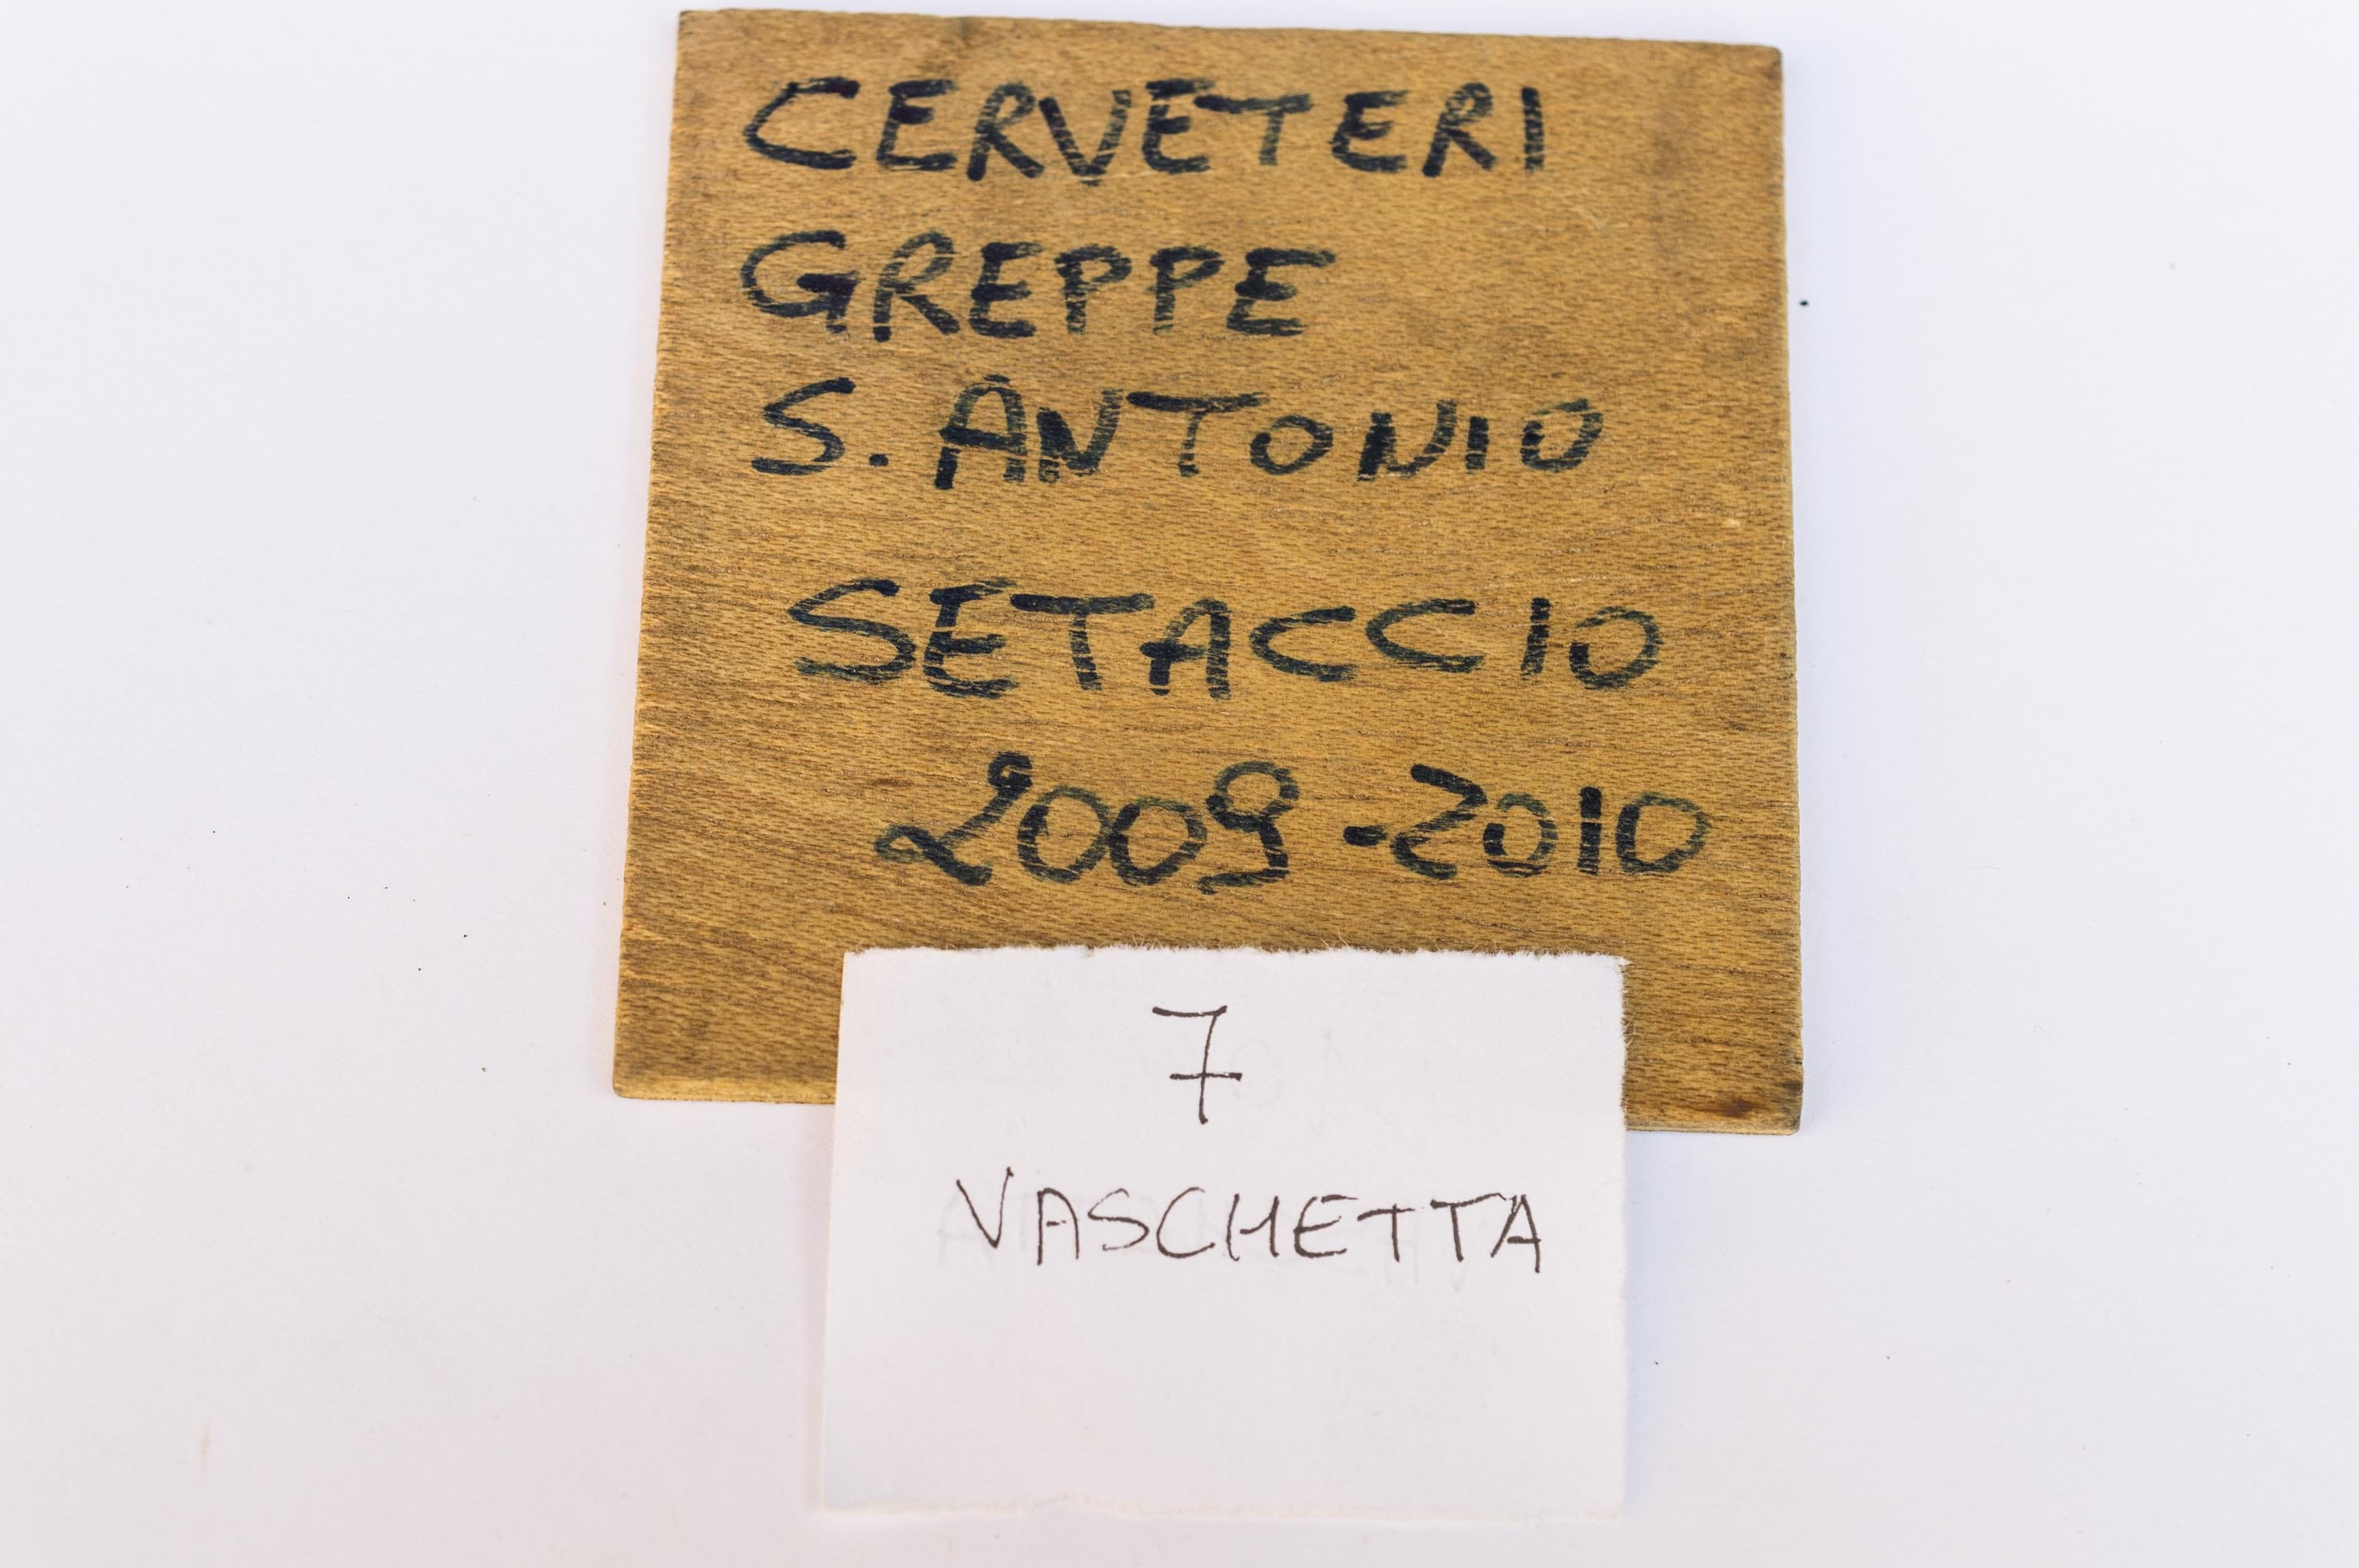 CERVETERI
GREPPE
S. ANTONIO
SETACCIO
2009-2010
7
VASCHETTA